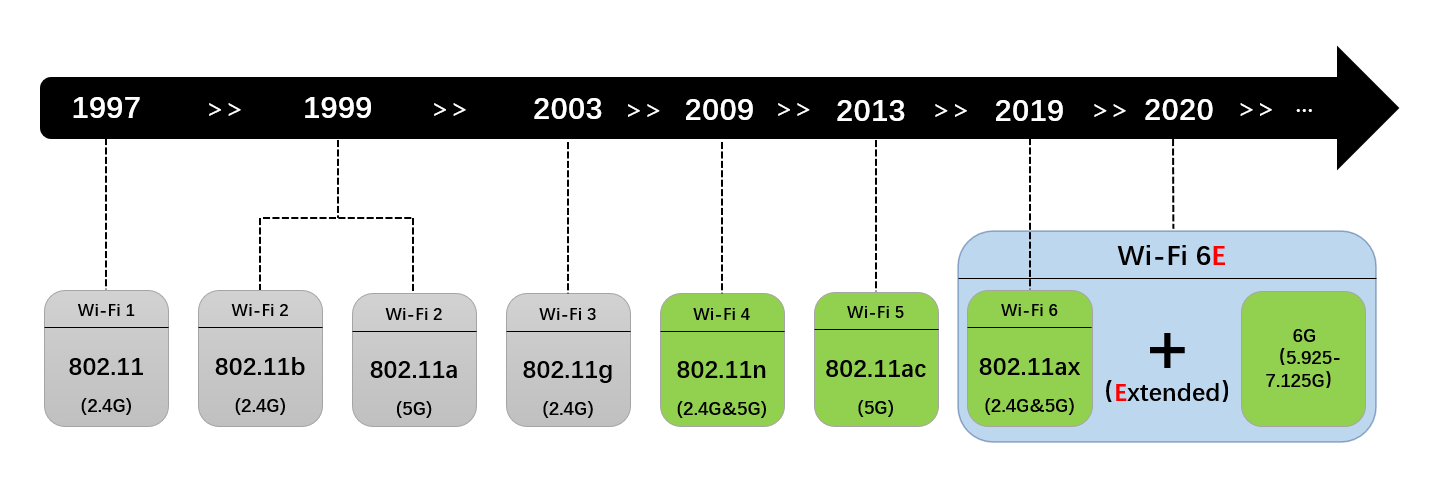 1997 >> 1999 >> 2003 >> 2009 >> 2013 >> 2019 >> 2020 >> ...
Wi-Fi 6E
Wi-Fi 1
802.11
(2.4G)
Wi-Fi 2
802.11b
(2.4G)
Wi-Fi 2
802.11a
(5G)
Wi-Fi 3
802.11g
(2.4G)
Wi-Fi 4
802.11n
(2.4G&5G)
Wi-Fi 5
802.11ac
(5G)
Wi-Fi 6
802.11ax
(2.4G&5G)
+
(Extended)
6G
(5.925-
7.125G)